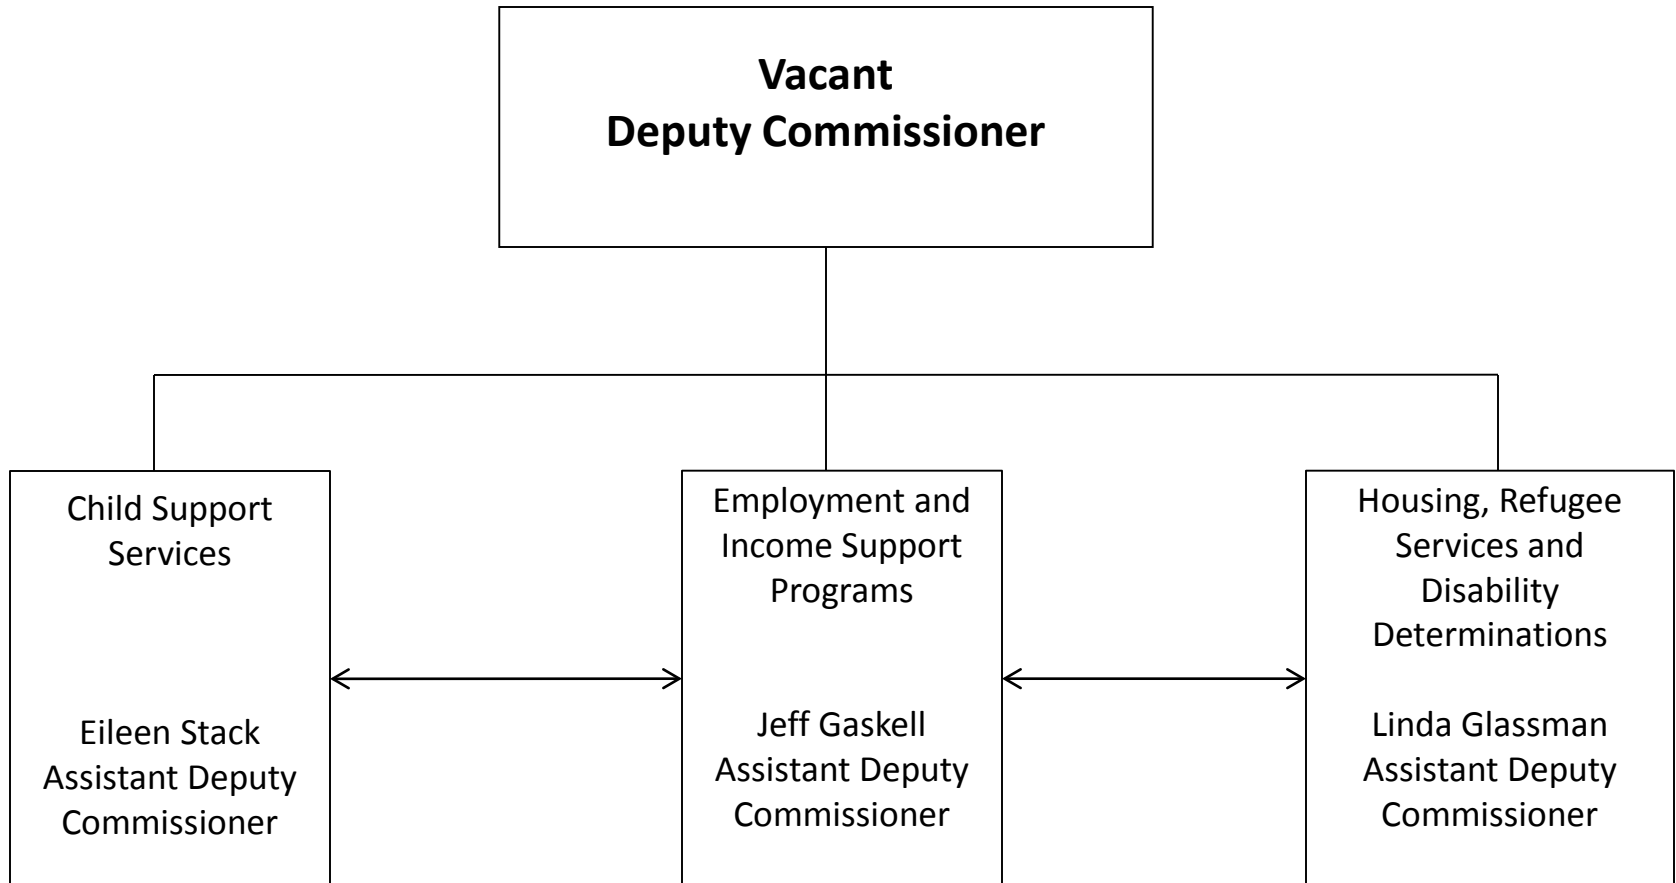 Vacant
Deputy Commissioner
Child Support
Services
Eileen Stack
Assistant Deputy
Commissioner
Employment and
Income Support
Programs
Jeff Gaskell
Assistant Deputy
Commissioner
Housing, Refugee
Services and
Disability
Determinations
Linda Glassman
Assistant Deputy
Commissioner